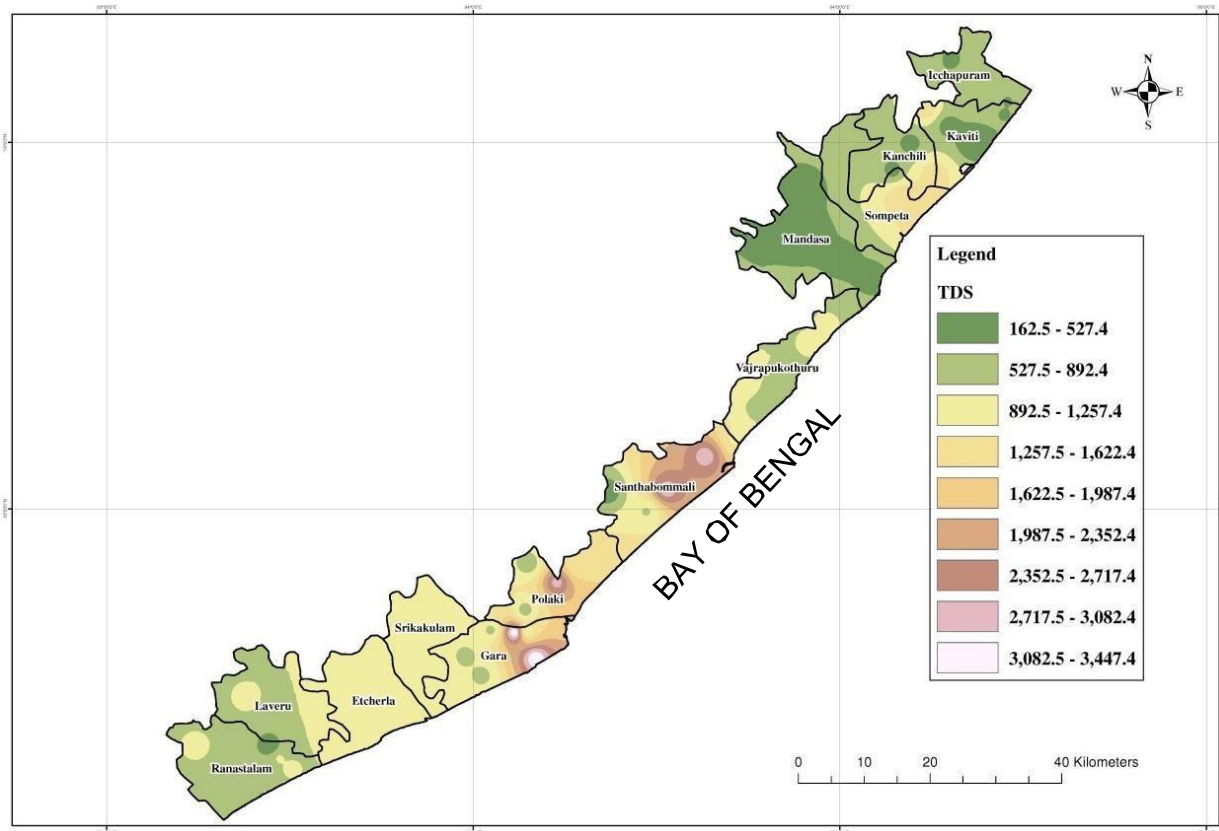 N
W E
S
Icchapuram
Kaviti
Kanchili
Sompeta
Mandasa
Vajrapukothuru
Santhabommali
Polaki
Srikakulam
Gara
Etcherla
Laveru
Ranastalam
BAY OF BENGAL
Legend
TDS
162.5 - 527.4
527.5 - 892.4
892.5 - 1,257.4
1,257.5 - 1,622.4
1,622.5 - 1,987.4
1,987.5 - 2,352.4
2,352.5 - 2,717.4
2,717.5 - 3,082.4
3,082.5 - 3,447.4
0 10 20 40 Kilometers